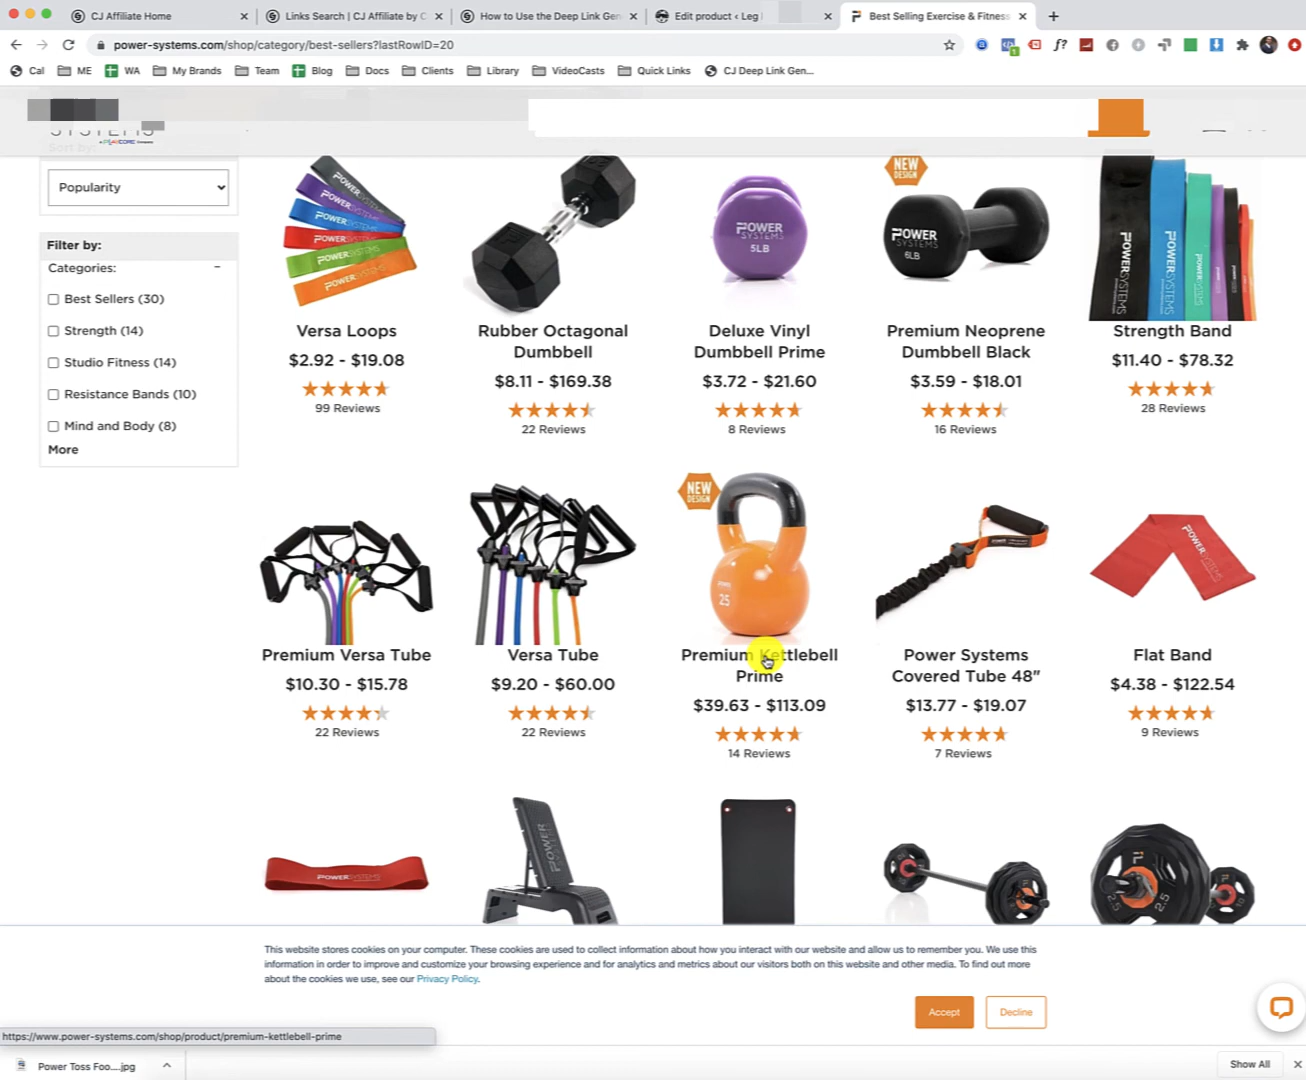 CJ Affiliate Home
Links Search | CJ Affiliate by C
How to Use the Deep Link Gen
Edit product ‹ Leg
Best Selling Exercise & Fitness
power-systems.com/shop/category/best-sellers?lastRowID=20
Cal
ME
WA
My Brands
Team
Blog
Docs
Clients
Library
VideoCasts
Quick Links
CJ Deep Link Gen...
Sort by:
Popularity
Filter by:
Categories:
Best Sellers (30)
Strength (14)
Studio Fitness (14)
Resistance Bands (10)
Mind and Body (8)
More
NEW DESIGN
POWER SYSTEMS
5LB
POWER SYSTEMS
6LB
POWERSYSTEMS
Versa Loops
$2.92 - $19.08
99 Reviews
Rubber Octagonal
Dumbbell
$8.11 - $169.38
22 Reviews
Deluxe Vinyl
Dumbbell Prime
$3.72 - $21.60
8 Reviews
Premium Neoprene
Dumbbell Black
$3.59 - $18.01
16 Reviews
Strength Band
$11.40 - $78.32
28 Reviews
NEW DESIGN
25
Premium Versa Tube
$10.30 - $15.78
22 Reviews
Versa Tube
$9.20 - $60.00
22 Reviews
Premium Kettlebell
Prime
$39.63 - $113.09
14 Reviews
Power Systems
Covered Tube 48"
$13.77 - $19.07
7 Reviews
Flat Band
$4.38 - $122.54
9 Reviews
POWERSYSTEMS
This website stores cookies on your computer. These cookies are used to collect information about how you interact with our website and allow us to remember you. We use this
information in order to improve and customize your browsing experience and for analytics and metrics about our visitors both on this website and other media. To find out more
about the cookies we use, see our Privacy Policy.
Accept
Decline
https://www.power-systems.com/shop/product/premium-kettlebell-prime
Power Toss Foo....jpg
Show All